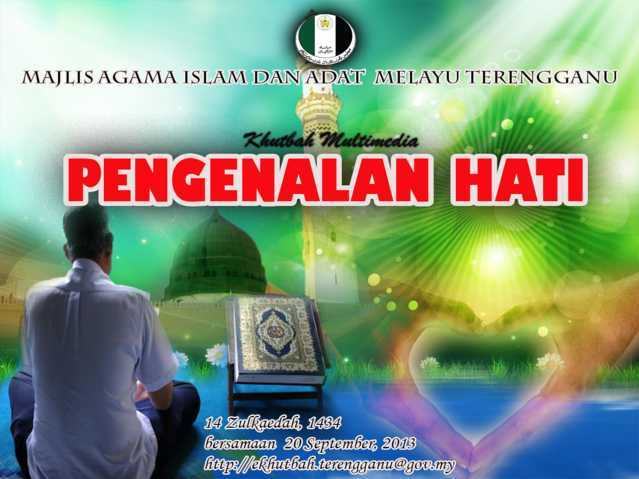 MAJLIS AGAMA ISLAM DAN ADAT MELAYU TERENGGANU
Khutbah Multimedia
PENGENALAN HATI
14 Zulkaedah, 1434
bersamaan 20 September, 2013
http://ekhutbah.terengganu@gov.my